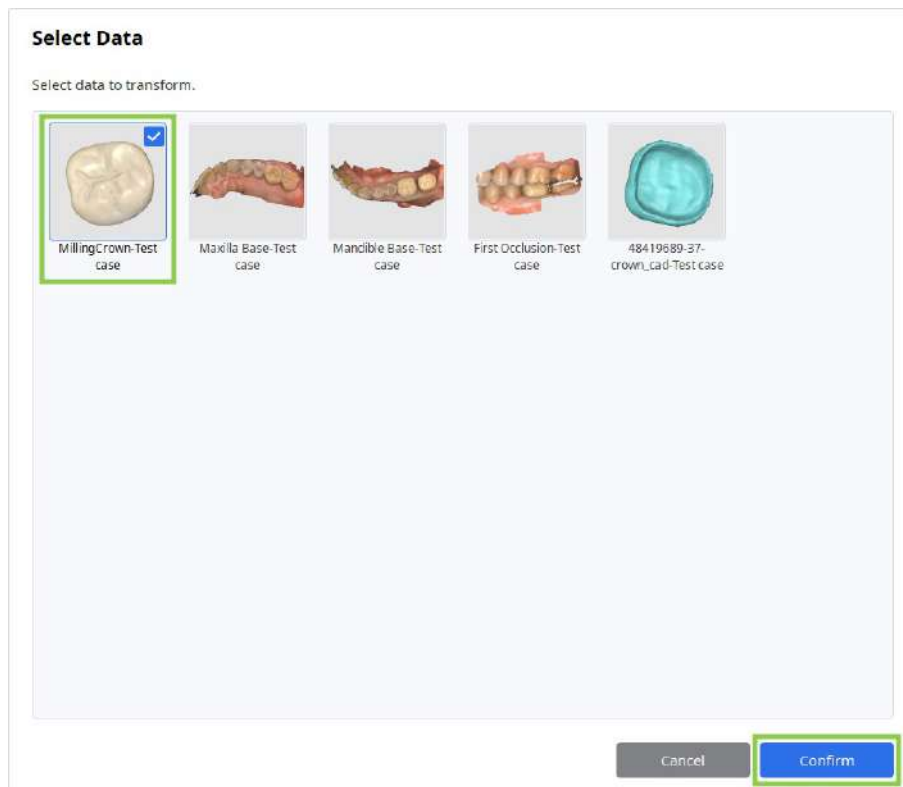 Select Data
Select data to transform.
MillingCrown-Test
case
Maxilla Base-Test
case
Mandible Base-Test
case
First Occlusion-Test
case
48419689-37-
crown_cad-Test case
Cancel
Confirm